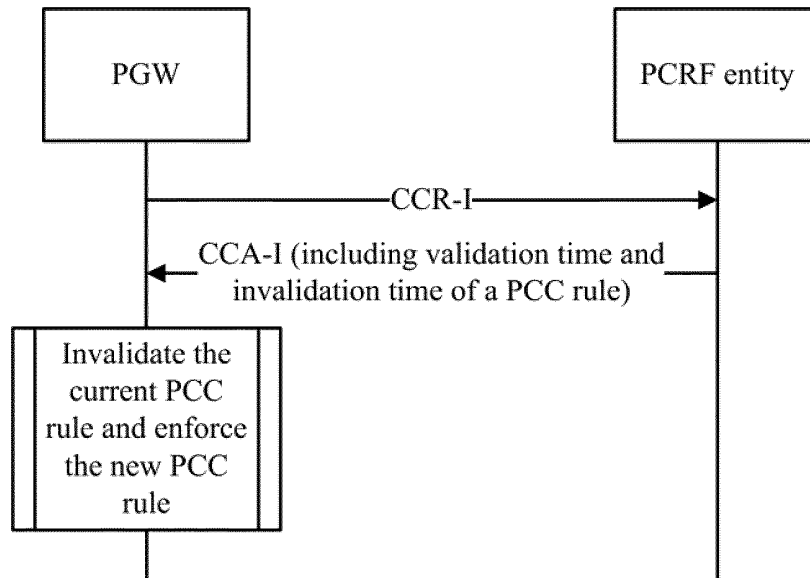 PGW
PCRF entity
CCR-I
CCA-I (including validation time and
invalidation time of a PCC rule)
Invalidate the
current PCC
rule and enforce
the new PCC
rule